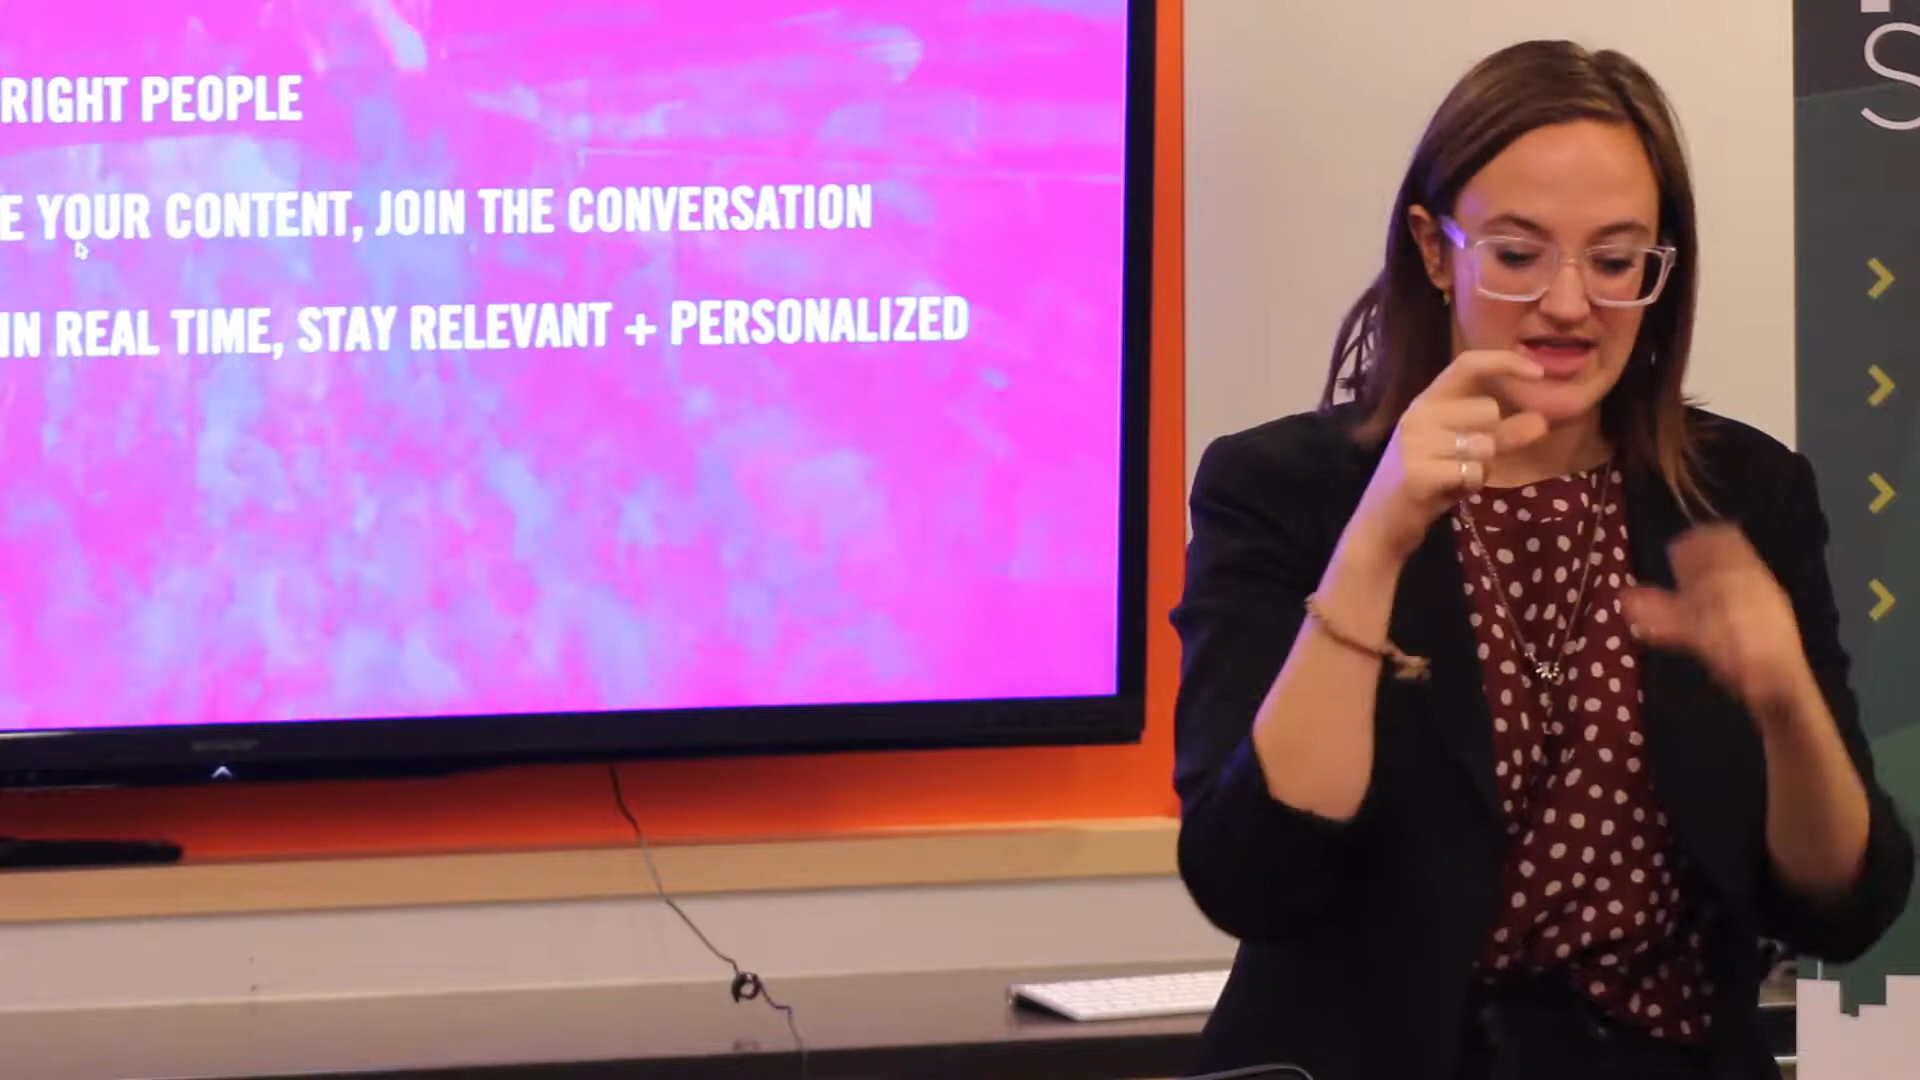 RIGHT PEOPLE
E YOUR CONTENT, JOIN THE CONVERSATION
IN REAL TIME, STAY RELEVANT + PERSONALIZED
S